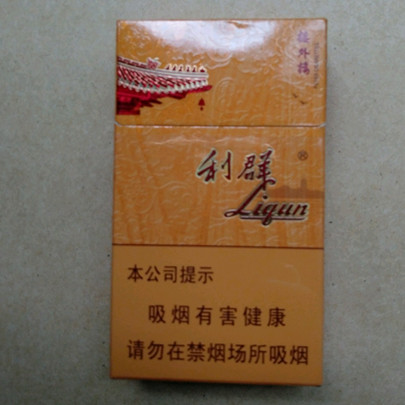 楼外楼
利群
®
Liqun
本公司提示
吸烟有害健康
请勿在禁烟场所吸烟